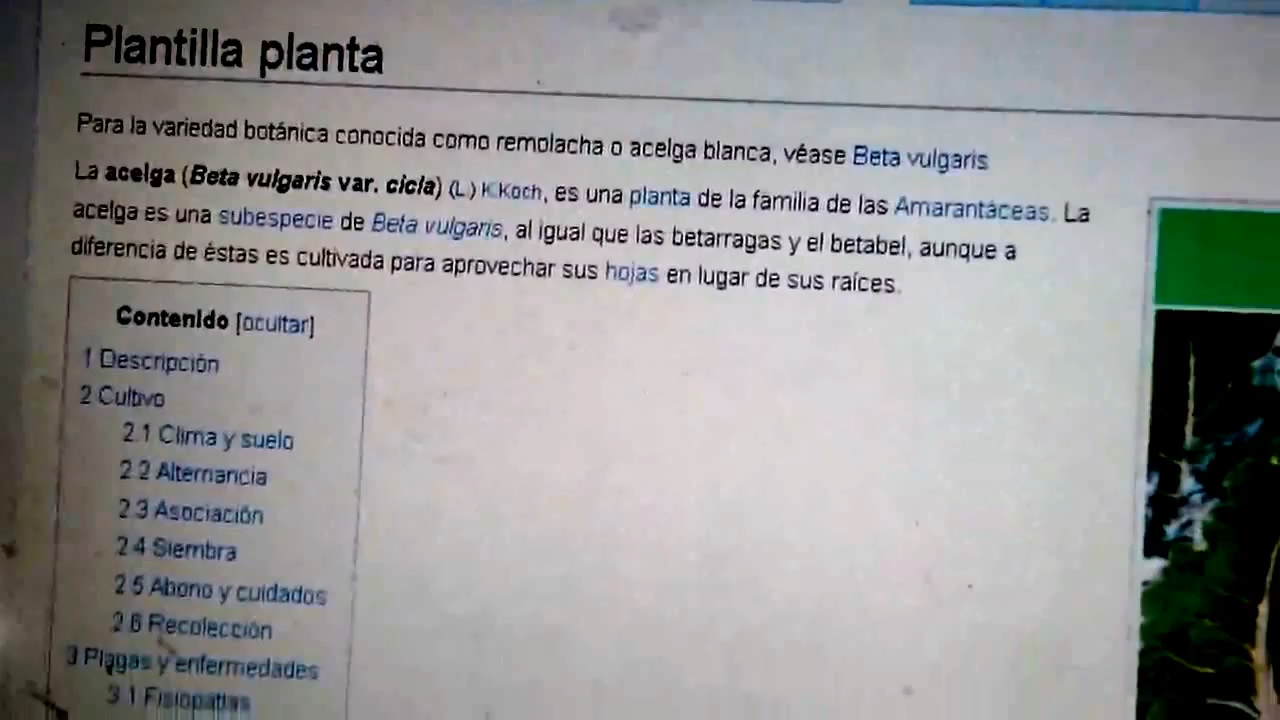 Plantilla planta
Para la variedad botánica conocida como remolacha o acelga blanca, véase Beta vulgaris
La acelga (Beta vulgaris var. cicla) (L.) K.Koch, es una planta de la familia de las Amarantáceas. La
acelga es una subespecie de Beta vulgaris, al igual que las betarragas y el betabel, aunque a
diferencia de éstas es cultivada para aprovechar sus hojas en lugar de sus raíces.
Contenido [ocultar]
1 Descripción
2 Cultivo
2.1 Clima y suelo
2.2 Alternancia
2.3 Asociación
2.4 Siembra
2.5 Abono y cuidados
2.6 Recolección
3 Plagas y enfermedades
3.1 Fisiopatías